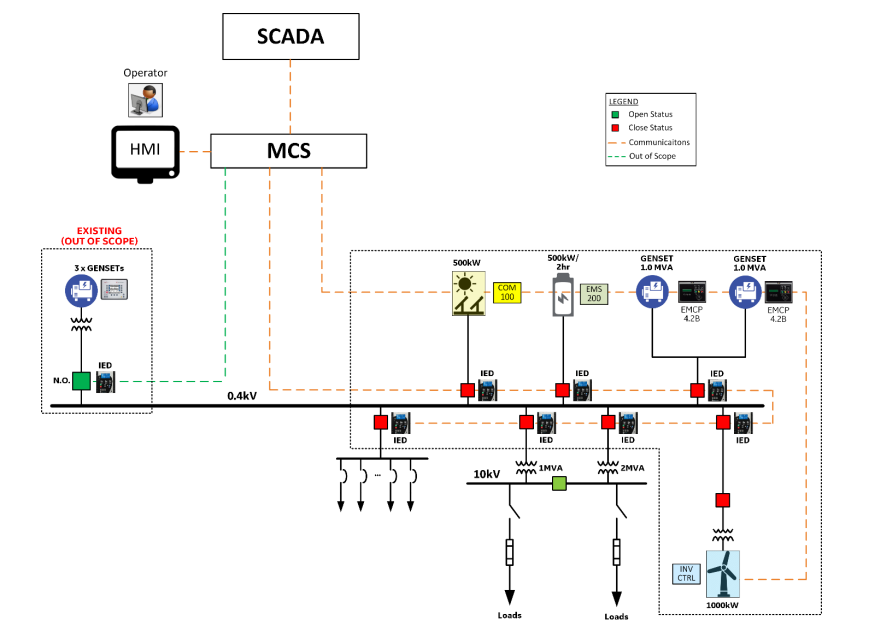 SCADA
Operator
HMI
MCS
LEGEND
Open Status
Close Status
Communicaitons
Out of Scope
EXISTING
(OUT OF SCOPE)
3 x GENSETs
N.O.
IED
0.4kV
500kW
COM
100
500kW/
2hr
EMS
200
GENSET
1.0 MVA
EMCP
4.2B
GENSET
1.0 MVA
EMCP
4.2B
IED
IED
IED
IED
IED
IED
IED
...
1MVA
2MVA
10kV
Loads
Loads
INV
CTRL
1000kW